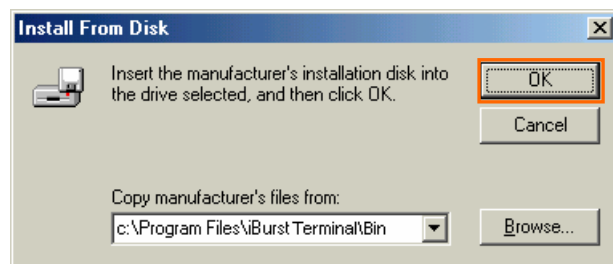 Install From Disk
Insert the manufacturer's installation disk into
the drive selected, and then click OK.
OK
Cancel
Copy manufacturer's files from:
c:\Program Files\iBurst Terminal\Bin
Browse...